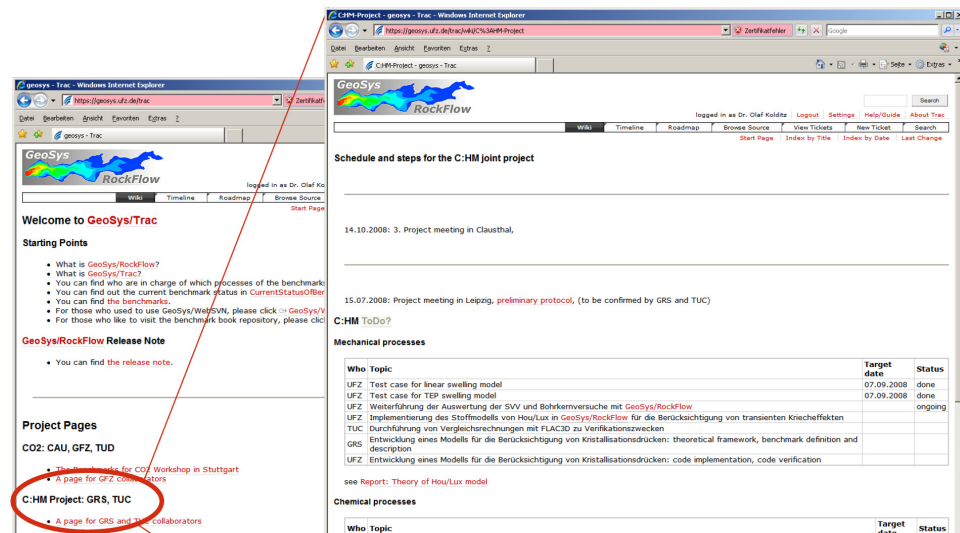 geosys - Trac - Windows Internet Explorer
https://geosys.ufz.de/trac
Datei Bearbeiten Ansicht Favoriten Extras ?
geosys - Trac
GeoSys
RockFlow
logged in as Dr. Olaf Ko
Wiki Timeline Roadmap Browse Source
Start Page
Welcome to GeoSys/Trac
Starting Points
What is GeoSys/RockFlow?
What is GeoSys/Trac?
You can find who are in charge of which processes of the benchmark
You can find out the current benchmark status in CurrentStatusOfBer
You can find the benchmarks.
For those who used to use GeoSys/WebSVN, please click GeoSys/
For those who like to visit the benchmark book repository, please clic
GeoSys/RockFlow Release Note
You can find the release note.
Project Pages
CO2: CAU, GFZ, TUD
The Benchmarks for CO2 Workshop in Stuttgart
A page for GFZ collaborators
C:HM Project: GRS, TUC
A page for GRS and TUC collaborators
C:HM-Project - geosys - Trac - Windows Internet Explorer
https://geosys.ufz.de/trac/wiki/C%3AHM-Project Zertifikatfehler Google
Datei Bearbeiten Ansicht Favoriten Extras ?
C:HM-Project - geosys - Trac Seite Extras
GeoSys
RockFlow
Search
logged in as Dr. Olaf Kolditz Logout Settings Help/Guide About Trac
Wiki Timeline Roadmap Browse Source View Tickets New Ticket Search
Start Page Index by Title Index by Date Last Change
Schedule and steps for the C:HM joint project
14.10.2008: 3. Project meeting in Clausthal,
15.07.2008: Project meeting in Leipzig, preliminary protocol, (to be confirmed by GRS and TUC)
C:HM ToDo?
Mechanical processes
Who Topic Target date Status
UFZ Test case for linear swelling model 07.09.2008 done
UFZ Test case for TEP swelling model 07.09.2008 done
UFZ Weiterführung der Auswertung der SVV und Bohrkernversuche mit GeoSys/RockFlow ongoing
UFZ Implementierung des Stoffmodells von Hou/Lux in GeoSys/RockFlow für die Berücksichtigung von transienten Kriecheffekten
TUC Durchführung von Vergleichsrechnungen mit FLAC3D zu Verifikationszwecken
GRS Entwicklung eines Modells für die Berücksichtigung von Kristallisationsdrücken: theoretical framework, benchmark definition and
description
UFZ Entwicklung eines Modells für die Berücksichtigung von Kristallisationsdrücken: code implementation, code verification
see Report: Theory of Hou/Lux model
Chemical processes
Who Topic Target date Status